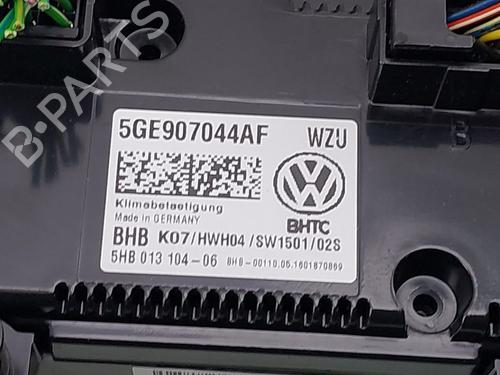 B-PARTS
5GE907044AF WZU
Klimabetaetigung
Made in GERMANY
BHTC
BHB K07/HWH04/SW1501/02S
5HB 013 104-06 BHB-00110.05.1601870869